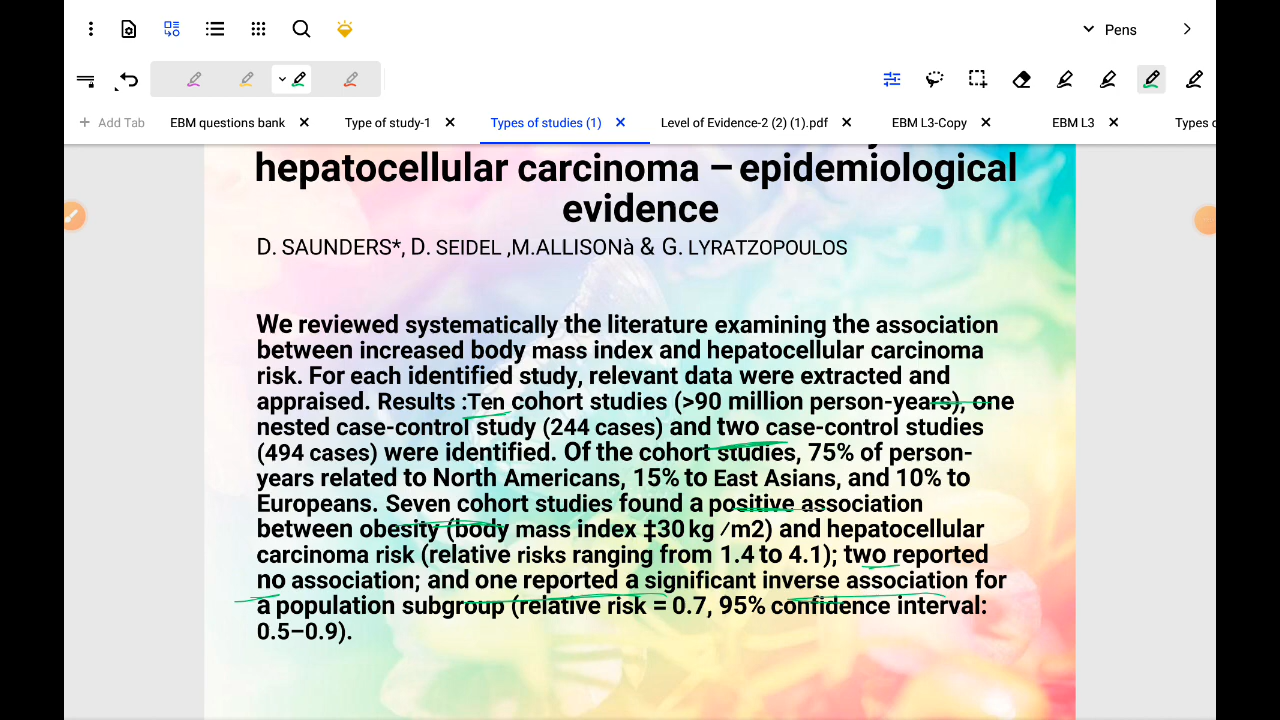 Pens
Add Tab
EBM questions bank
Type of study-1
Types of studies (1)
Level of Evidence-2 (2) (1).pdf
EBM L3-Copy
EBM L3
Types
hepatocellular carcinoma – epidemiological
evidence
D. SAUNDERS*, D. SEIDEL ,M.ALLISONà & G. LYRATZOPOULOS
We reviewed systematically the literature examining the association
between increased body mass index and hepatocellular carcinoma
risk. For each identified study, relevant data were extracted and
appraised. Results :Ten cohort studies (>90 million person-years), one
nested case-control study (244 cases) and two case-control studies
(494 cases) were identified. Of the cohort studies, 75% of person-
years related to North Americans, 15% to East Asians, and 10% to
Europeans. Seven cohort studies found a positive association
between obesity (body mass index ‡30 kg ⁄m2) and hepatocellular
carcinoma risk (relative risks ranging from 1.4 to 4.1); two reported
no association; and one reported a significant inverse association for
a population subgroup (relative risk = 0.7, 95% confidence interval:
0.5–0.9).